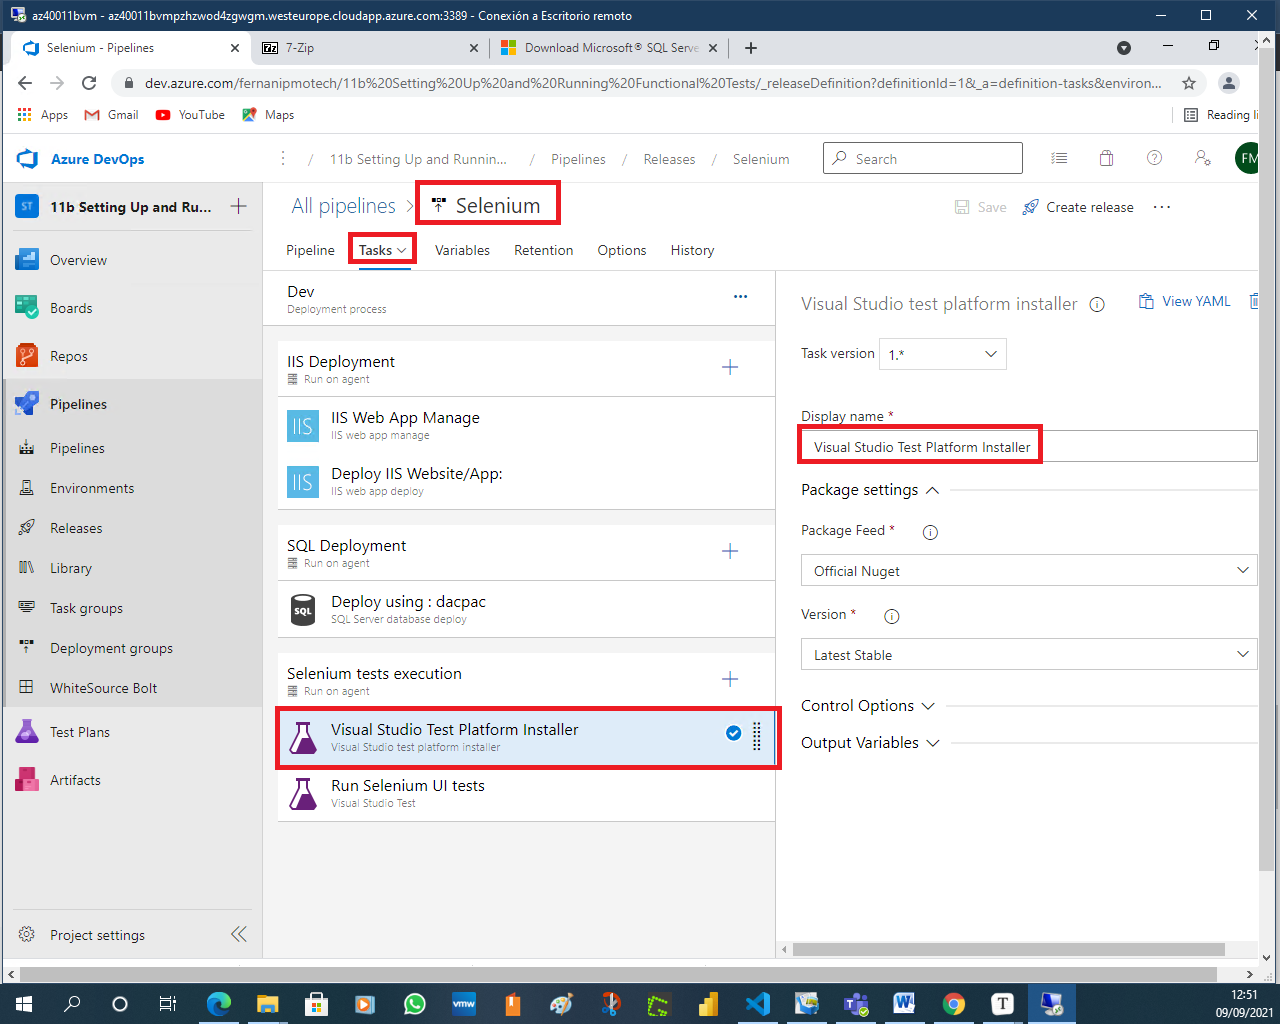 az40011bvm - az40011bvmpzhzwod4zgwgm.westeurope.cloudapp.azure.com:3389 - Conexión a Escritorio remoto
Selenium - Pipelines
7-Zip
Download Microsoft® SQL Serve
dev.azure.com/fernanipmotech/11b%20Setting%20Up%20and%20Running%20Functional%20Tests/_releaseDefinition?definitionId=1&_a=definition-tasks&environ...
Apps
Gmail
YouTube
Maps
Reading li
Azure DevOps
/ 11b Setting Up and Runnin... / Pipelines / Releases / Selenium
Search
FM
ST
11b Setting Up and Ru...
All pipelines > Selenium
Save
Create release
Pipeline
Tasks
Variables
Retention
Options
History
Overview
Boards
Repos
Pipelines
Pipelines
Environments
Releases
Library
Task groups
Deployment groups
WhiteSource Bolt
Test Plans
Artifacts
Project settings
Dev
Deployment process
IIS Deployment
Run on agent
IIS
IIS Web App Manage
IIS web app manage
IIS
Deploy IIS Website/App:
IIS web app deploy
SQL Deployment
Run on agent
SQL
Deploy using : dacpac
SQL Server database deploy
Selenium tests execution
Run on agent
Visual Studio Test Platform Installer
Visual Studio test platform installer
Run Selenium UI tests
Visual Studio Test
Visual Studio test platform installer
View YAML
Task version
1.*
Display name *
Visual Studio Test Platform Installer
Package settings
Package Feed *
Official Nuget
Version *
Latest Stable
Control Options
Output Variables
vmw
W
T
12:51
09/09/2021